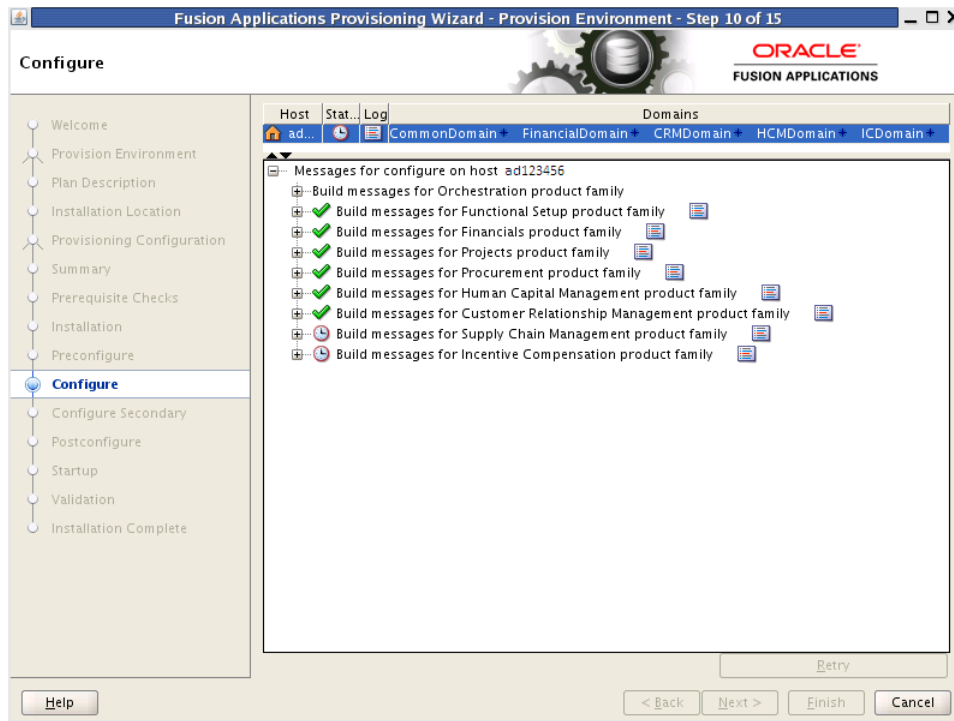 Fusion Applications Provisioning Wizard - Provision Environment - Step 10 of 15
Configure
ORACLE
FUSION APPLICATIONS
Welcome
Provision Environment
Plan Description
Installation Location
Provisioning Configuration
Summary
Prerequisite Checks
Installation
Preconfigure
Configure
Configure Secondary
Postconfigure
Startup
Validation
Installation Complete
Host Stat... Log Domains
ad... CommonDomain+ FinancialDomain+ CRMDomain+ HCMDomain+ ICDomain+
Messages for configure on host ad123456
Build messages for Orchestration product family
Build messages for Functional Setup product family
Build messages for Financials product family
Build messages for Projects product family
Build messages for Procurement product family
Build messages for Human Capital Management product family
Build messages for Customer Relationship Management product family
Build messages for Supply Chain Management product family
Build messages for Incentive Compensation product family
Retry
Help < Back Next > Finish Cancel